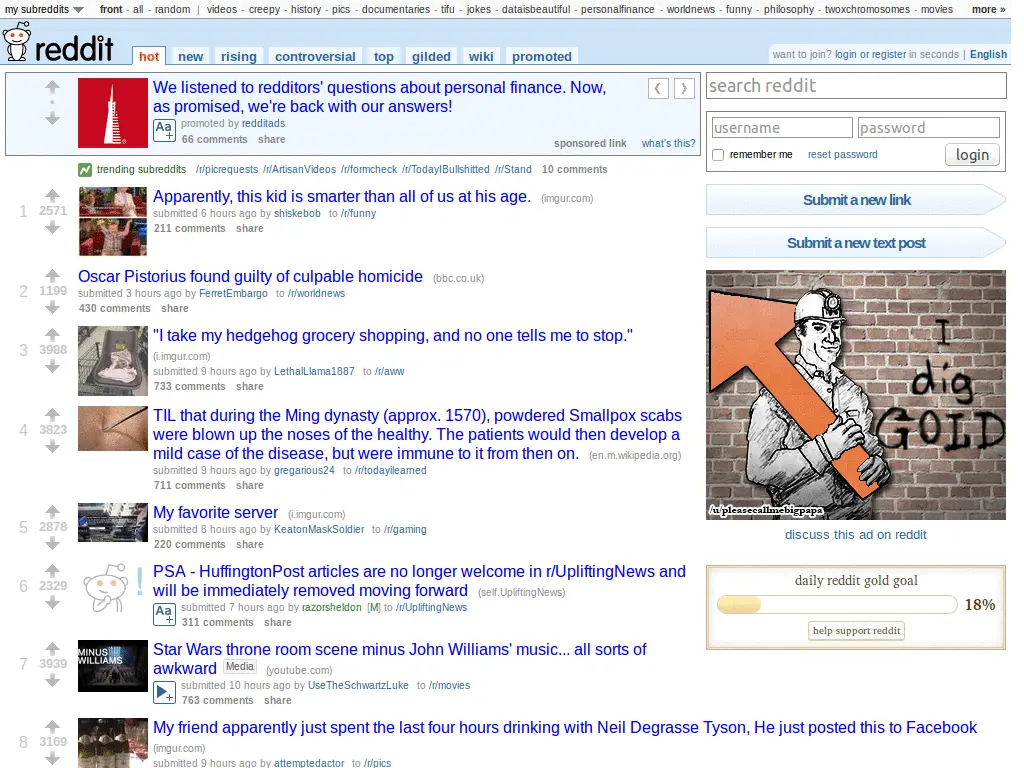 my subreddits front - all - random | videos - creepy - history - pics - documentaries - tifu - jokes - dataisbeautiful - personalfinance - worldnews - funny - philosophy - twoxchromosomes - movies more »
reddit hot new rising controversial top gilded wiki promoted
want to join? login or register in seconds | English
We listened to redditors' questions about personal finance. Now,
as promised, we're back with our answers!
Aa+ promoted by redditads
66 comments share
sponsored link what's this?
search reddit
username password
remember me reset password login
trending subreddits /r/picrequests /r/ArtisanVideos /r/formcheck /r/TodayIBullshitted /r/Stand 10 comments
Submit a new link
Submit a new text post
1 2571 Apparently, this kid is smarter than all of us at his age. (imgur.com)
submitted 6 hours ago by shiskebob to /r/funny
211 comments share
2 1199 Oscar Pistorius found guilty of culpable homicide (bbc.co.uk)
submitted 3 hours ago by FerretEmbargo to /r/worldnews
430 comments share
3 3988 "I take my hedgehog grocery shopping, and no one tells me to stop."
(i.imgur.com)
submitted 9 hours ago by LethalLlama1887 to /r/aww
733 comments share
4 3823 TIL that during the Ming dynasty (approx. 1570), powdered Smallpox scabs
were blown up the noses of the healthy. The patients would then develop a
mild case of the disease, but were immune to it from then on. (en.m.wikipedia.org)
submitted 9 hours ago by gregarious24 to /r/todayilearned
711 comments share
5 2878 My favorite server (i.imgur.com)
submitted 8 hours ago by KeatonMaskSoldier to /r/gaming
220 comments share
6 2329 PSA - HuffingtonPost articles are no longer welcome in r/UpliftingNews and
will be immediately removed moving forward (self.UpliftingNews)
Aa+ submitted 7 hours ago by razorsheldon [M] to /r/UpliftingNews
311 comments share
7 3939 MINUS
WILLIAMS
Star Wars throne room scene minus John Williams' music... all sorts of
awkward Media (youtube.com)
submitted 10 hours ago by UseTheSchwartzLuke to /r/movies
763 comments share
8 3169 My friend apparently just spent the last four hours drinking with Neil Degrasse Tyson, He just posted this to Facebook
(imgur.com)
submitted 9 hours ago by attemptedactor to /r/pics
I
dig
GOLD
/u/pleasecallmebigpapa
discuss this ad on reddit
daily reddit gold goal
18%
help support reddit